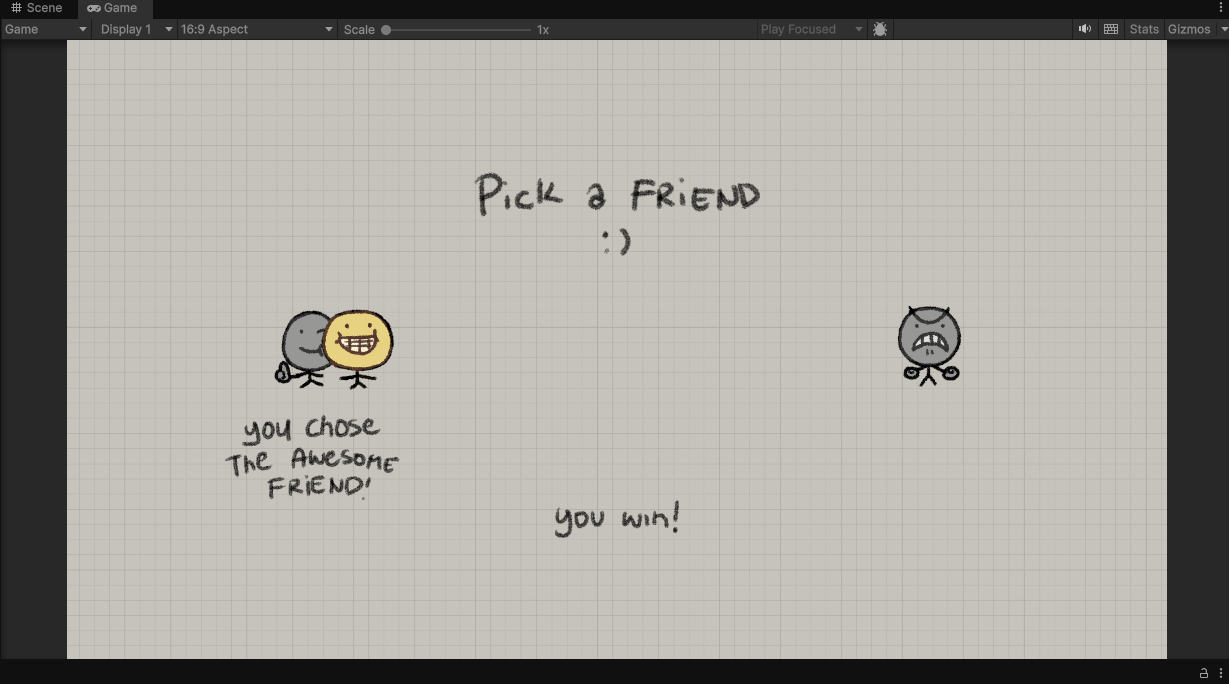 Scene Game
Game Display 1 16:9 Aspect Scale 1x Play Focused Stats Gizmos
Pick a FRiEND
:)
you chose
The AwesoME
FRiEND!
you win!